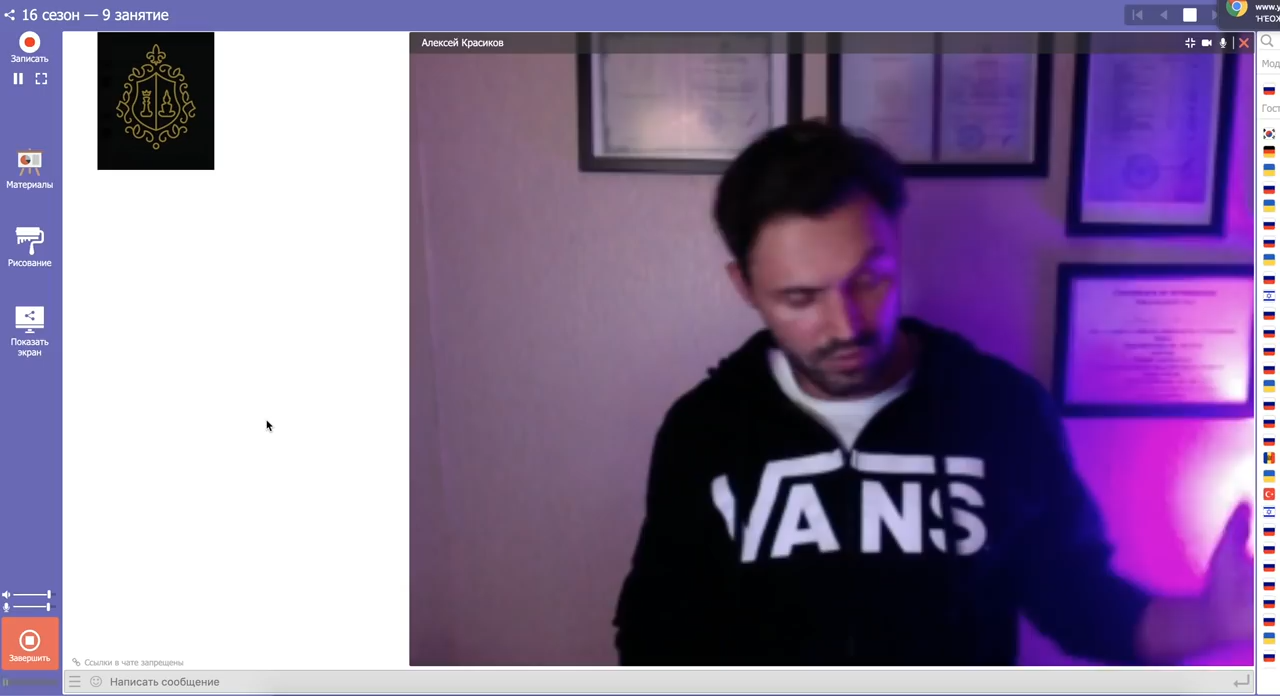 16 сезон — 9 занятие
www.y
Записать
Алексей Красиков
Мод
Гост
Материалы
Рисование
Показать
экран
VANS
Завершить
Ссылки в чате запрещены
Написать сообщение